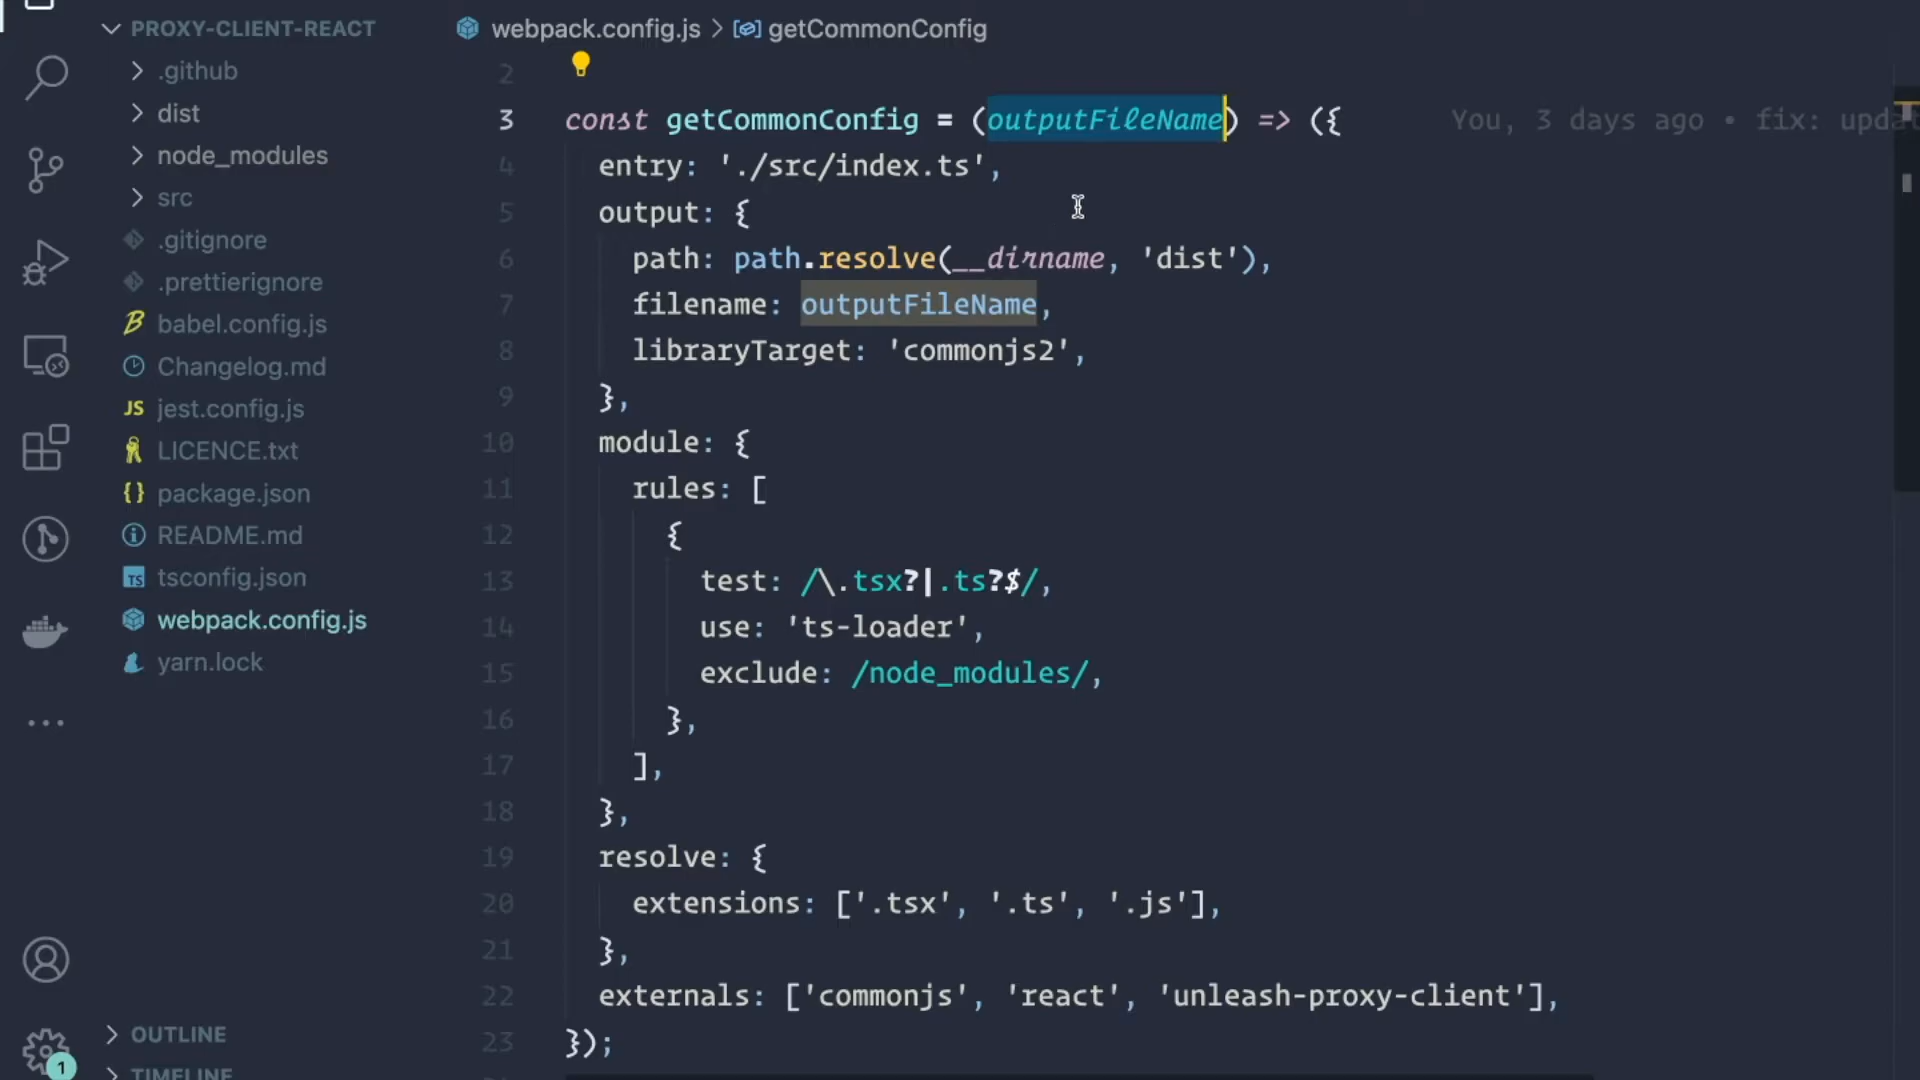 PROXY-CLIENT-REACT
.github
dist
node_modules
src
.gitignore
.prettierignore
babel.config.js
Changelog.md
JS jest.config.js
LICENCE.txt
{} package.json
README.md
TS tsconfig.json
webpack.config.js
yarn.lock
OUTLINE
TIMELINE
1
webpack.config.js > getCommonConfig
2
3 const getCommonConfig = (outputFileName) => ({ You, 3 days ago • fix: updat
4 entry: './src/index.ts',
5 output: {
6 path: path.resolve(__dirname, 'dist'),
7 filename: outputFileName,
8 libraryTarget: 'commonjs2',
9 },
10 module: {
11 rules: [
12 {
13 test: /\.tsx?|.ts?$/,
14 use: 'ts-loader',
15 exclude: /node_modules/,
16 },
17 ],
18 },
19 resolve: {
20 extensions: ['.tsx', '.ts', '.js'],
21 },
22 externals: ['commonjs', 'react', 'unleash-proxy-client'],
23 });